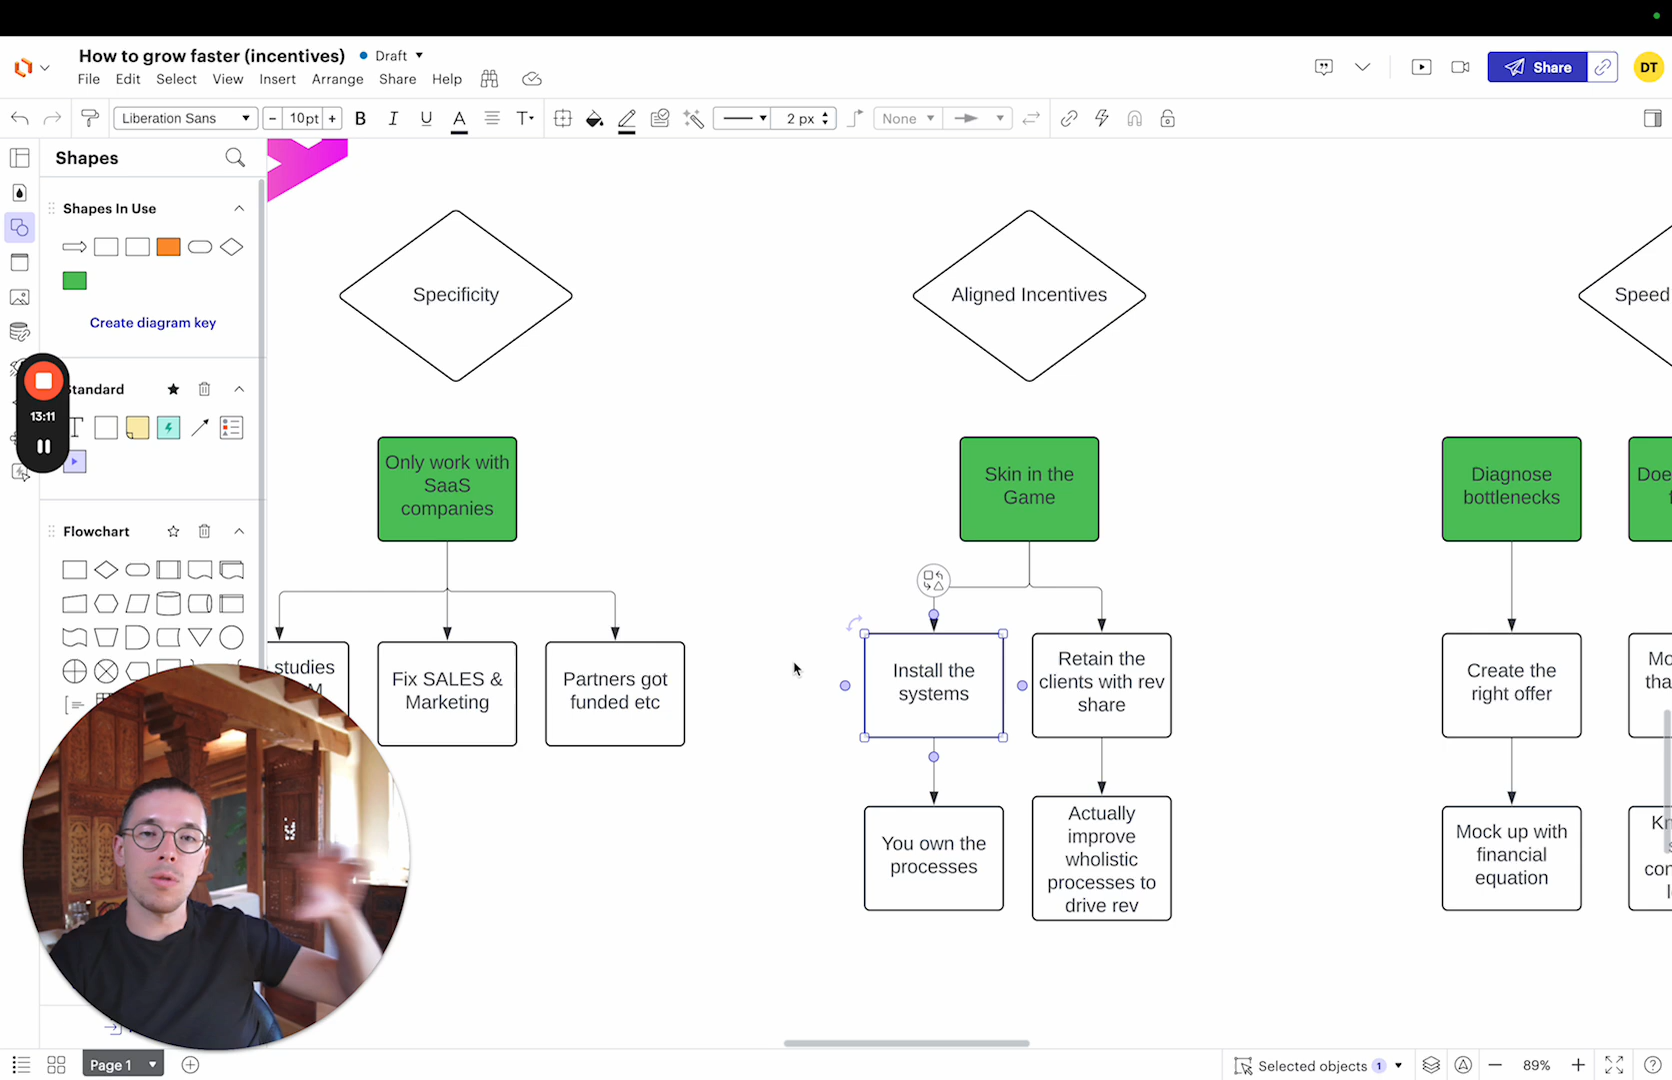 How to grow faster (incentives)
Draft
File Edit Select View Insert Arrange Share Help
Share
DT
Liberation Sans
− 10pt +
B I U A T
2 px
None
Shapes
Shapes In Use
Create diagram key
Standard
13:11
T
Flowchart
Specificity
Aligned Incentives
Speed
Only work with
SaaS
companies
Skin in the
Game
Diagnose
bottlenecks
Doe
studies
M
Fix SALES &
Marketing
Partners got
funded etc
Install the
systems
Retain the
clients with rev
share
Create the
right offer
Mo
tha
You own the
processes
Actually
improve
wholistic
processes to
drive rev
Mock up with
financial
equation
con
Page 1
Selected objects 1
89%